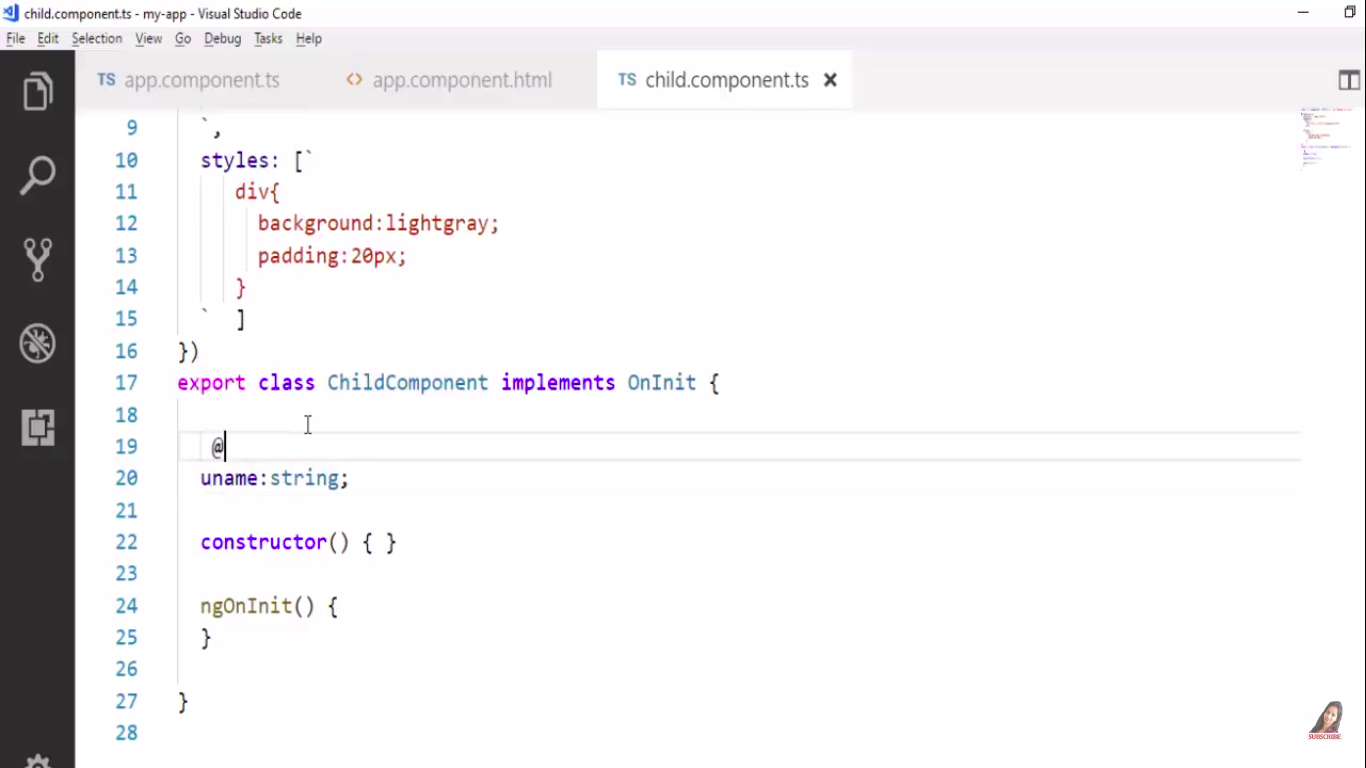 child.component.ts - my-app - Visual Studio Code
File Edit Selection View Go Debug Tasks Help
TS app.component.ts <> app.component.html TS child.component.ts
9 `,
10 styles: [`
11 div{
12 background:lightgray;
13 padding:20px;
14 }
15 ` ]
16 })
17 export class ChildComponent implements OnInit {
18
19 @
20 uname:string;
21
22 constructor() { }
23
24 ngOnInit() {
25 }
26
27 }
28
SUBSCRIBE